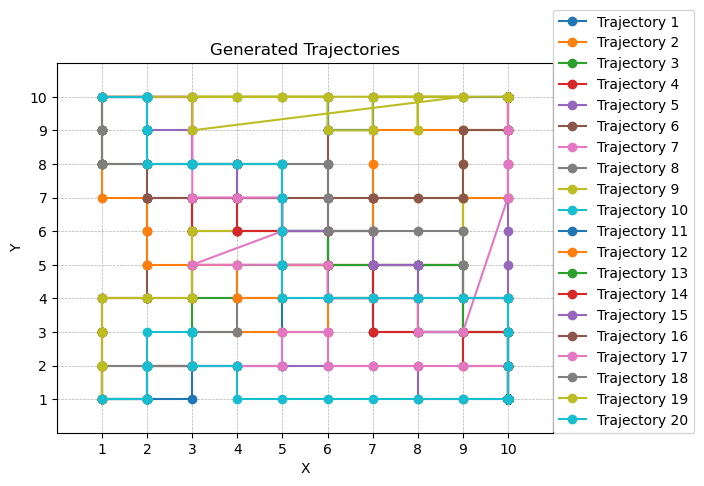 Generated Trajectories
Y
10
9
8
7
6
5
4
3
2
1
1 2 3 4 5 6 7 8 9 10
X
Trajectory 1
Trajectory 2
Trajectory 3
Trajectory 4
Trajectory 5
Trajectory 6
Trajectory 7
Trajectory 8
Trajectory 9
Trajectory 10
Trajectory 11
Trajectory 12
Trajectory 13
Trajectory 14
Trajectory 15
Trajectory 16
Trajectory 17
Trajectory 18
Trajectory 19
Trajectory 20